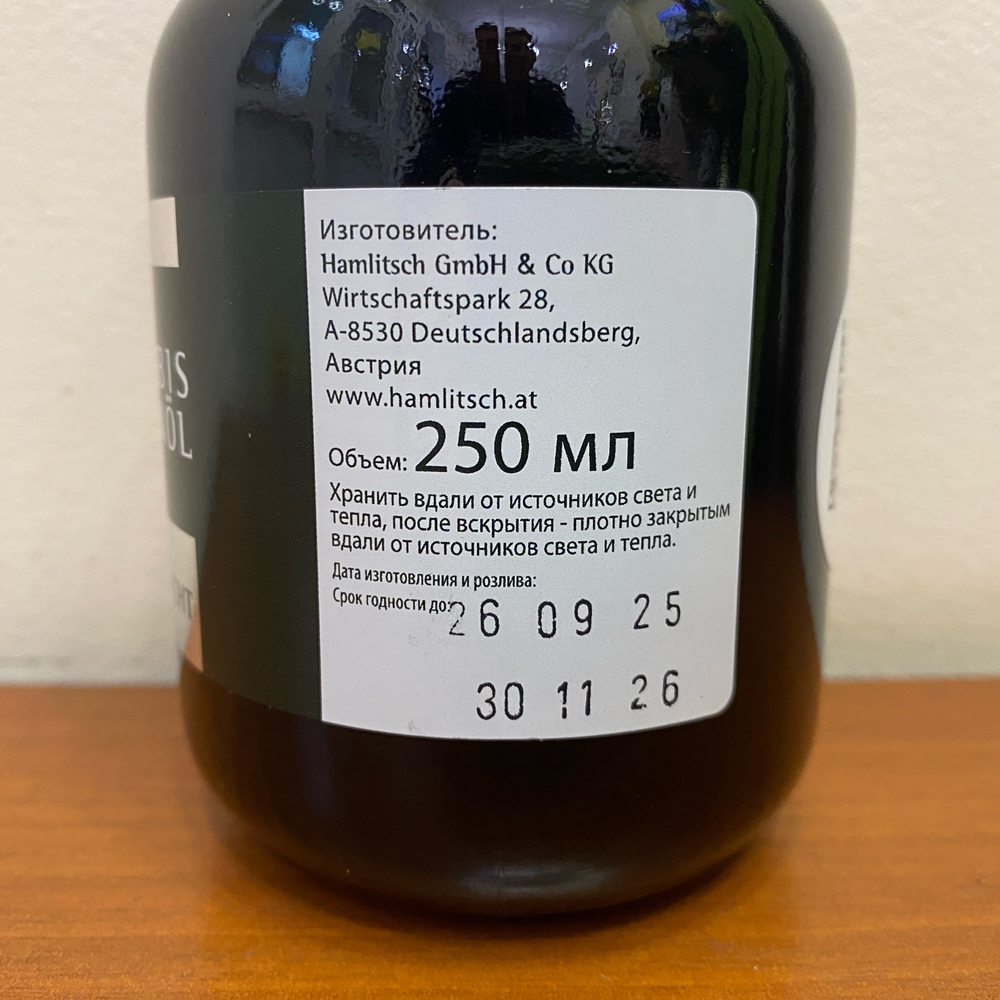 Изготовитель:
Hamlitsch GmbH & Co KG
Wirtschaftspark 28,
A-8530 Deutschlandsberg,
Австрия
www.hamlitsch.at
Объем: 250 мл
Хранить вдали от источников света и
тепла, после вскрытия - плотно закрытым
вдали от источников света и тепла.
Дата изготовления и розлива:
Срок годности до:
26 09 25
30 11 26